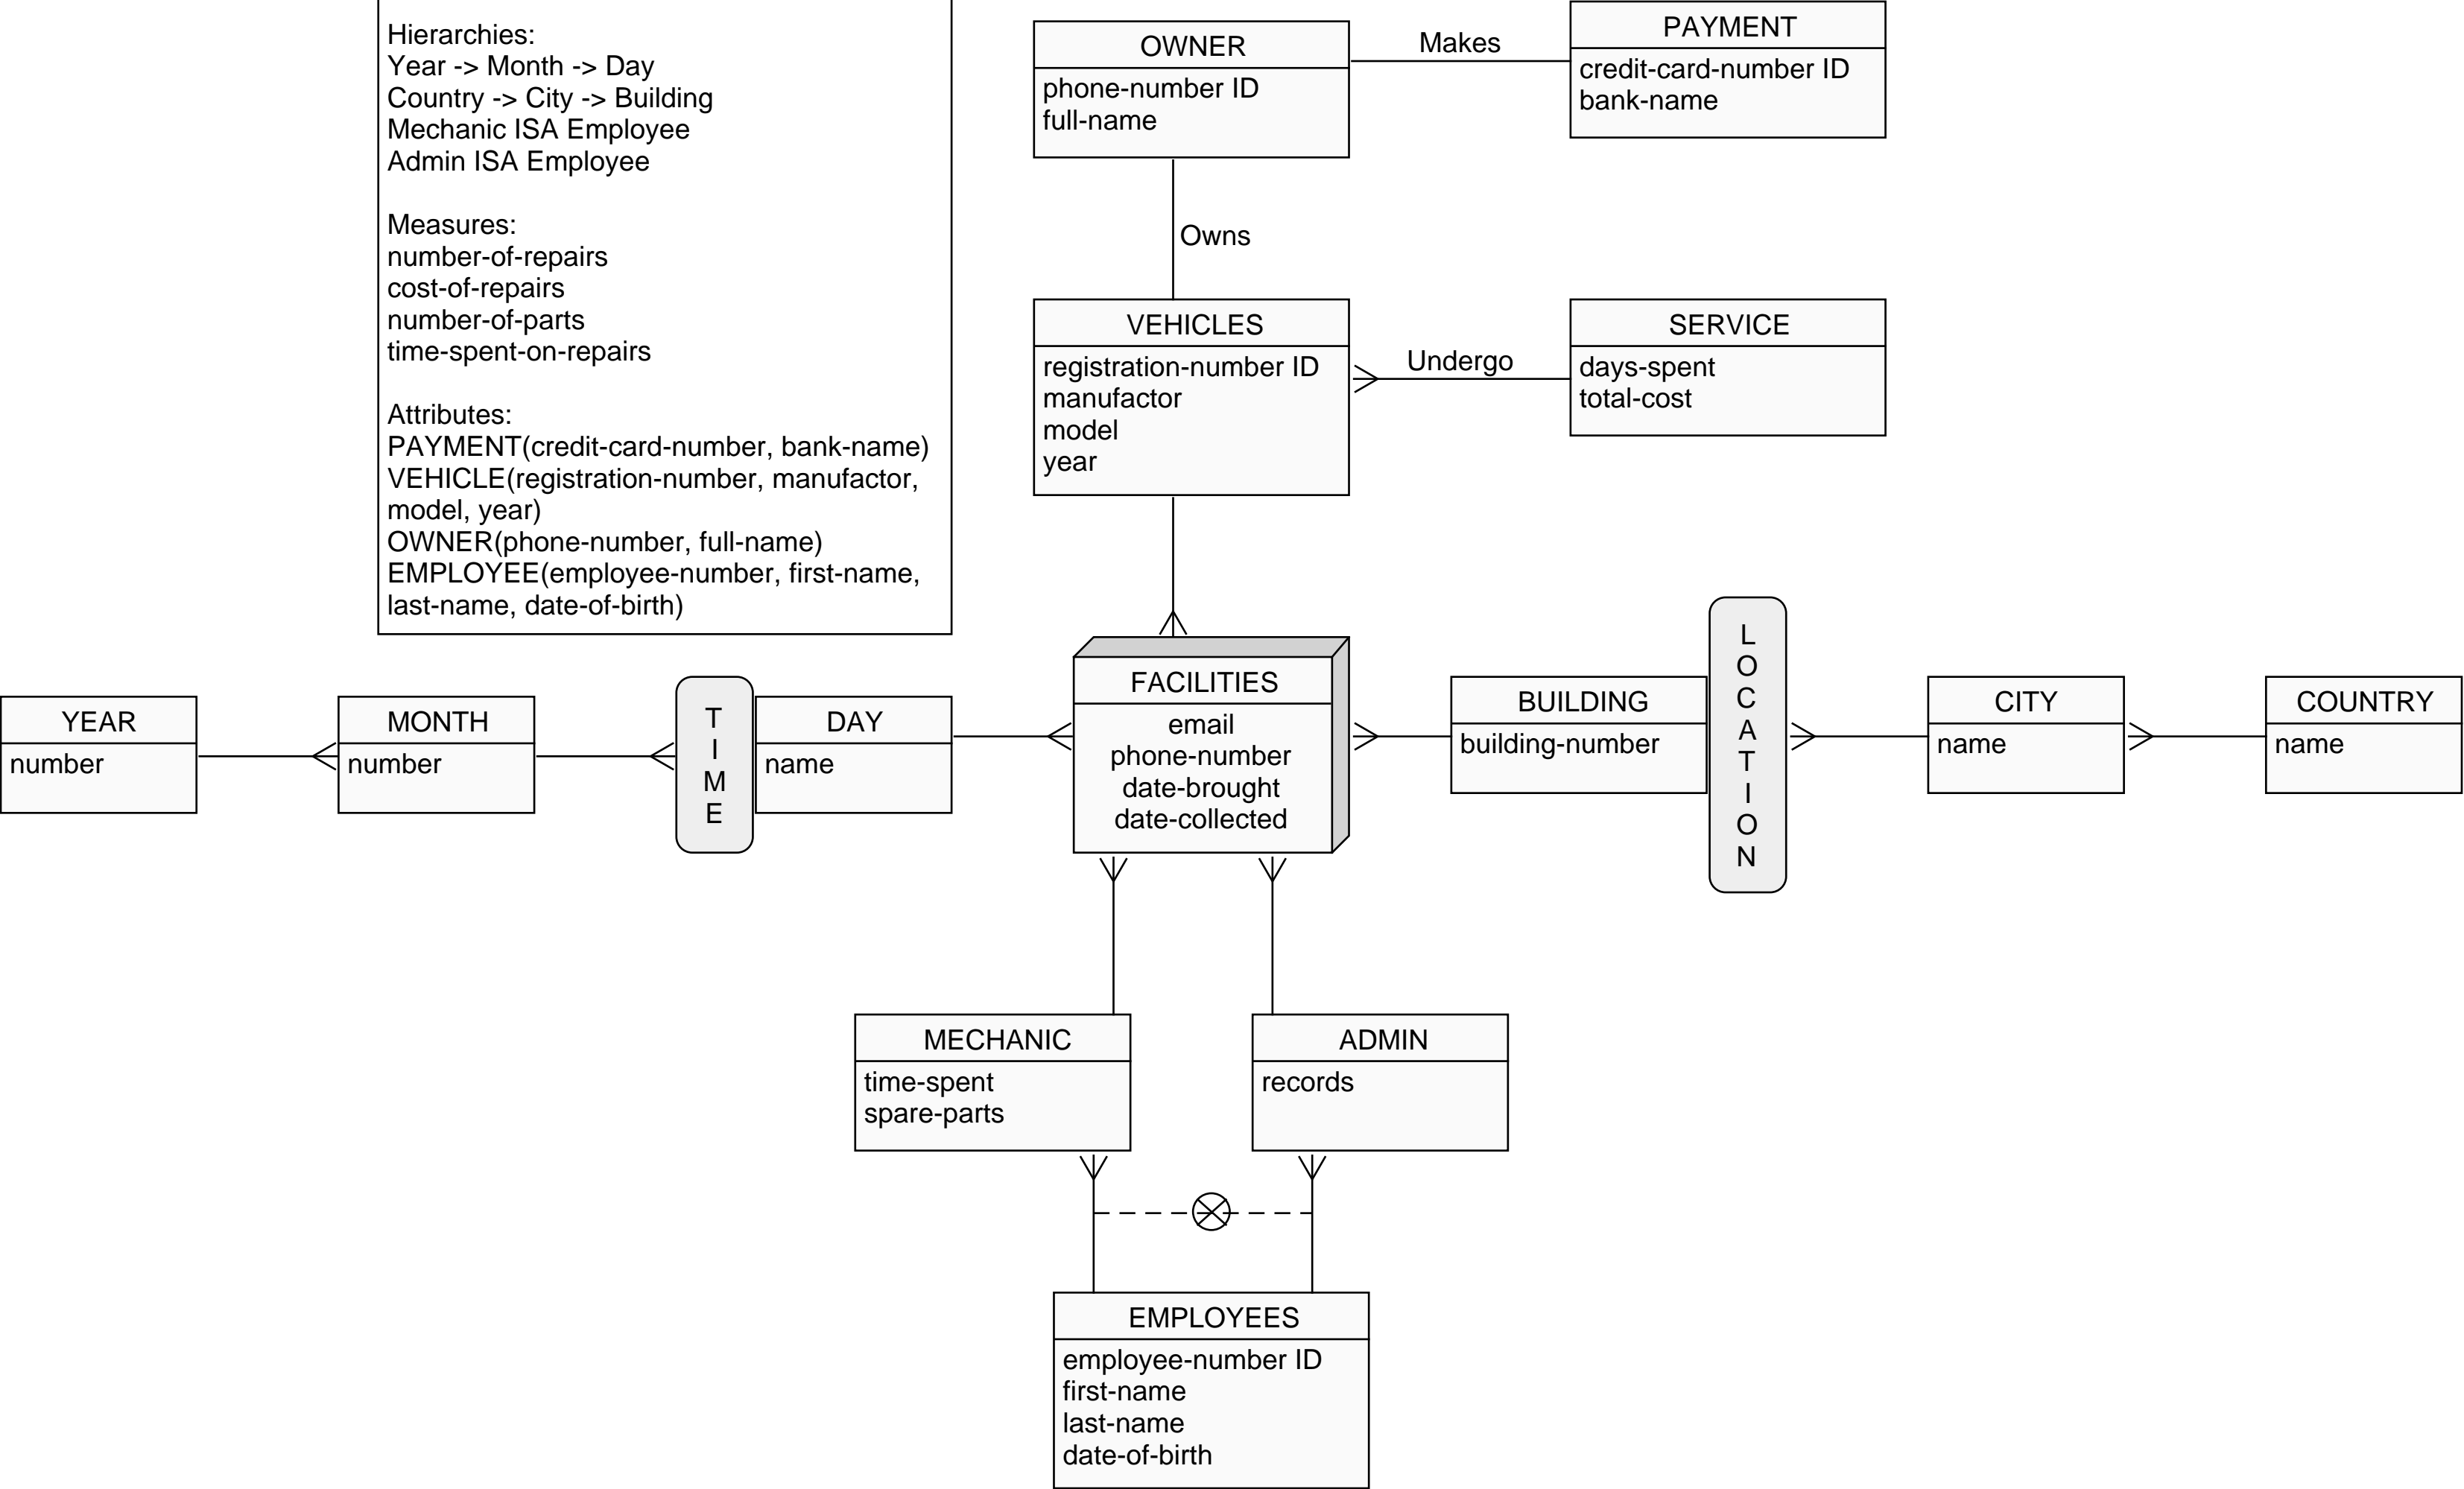 Hierarchies:
Year -> Month -> Day
Country -> City -> Building
Mechanic ISA Employee
Admin ISA Employee
Measures:
number-of-repairs
cost-of-repairs
number-of-parts
time-spent-on-repairs
Attributes:
PAYMENT(credit-card-number, bank-name)
VEHICLE(registration-number, manufactor,
model, year)
OWNER(phone-number, full-name)
EMPLOYEE(employee-number, first-name,
last-name, date-of-birth)
OWNER
phone-number ID
full-name
Makes
PAYMENT
credit-card-number ID
bank-name
Owns
VEHICLES
registration-number ID
manufactor
model
year
Undergo
SERVICE
days-spent
total-cost
YEAR
number
MONTH
number
TIME
DAY
name
FACILITIES
email
phone-number
date-brought
date-collected
BUILDING
building-number
LOCATION
CITY
name
COUNTRY
name
MECHANIC
time-spent
spare-parts
ADMIN
records
EMPLOYEES
employee-number ID
first-name
last-name
date-of-birth